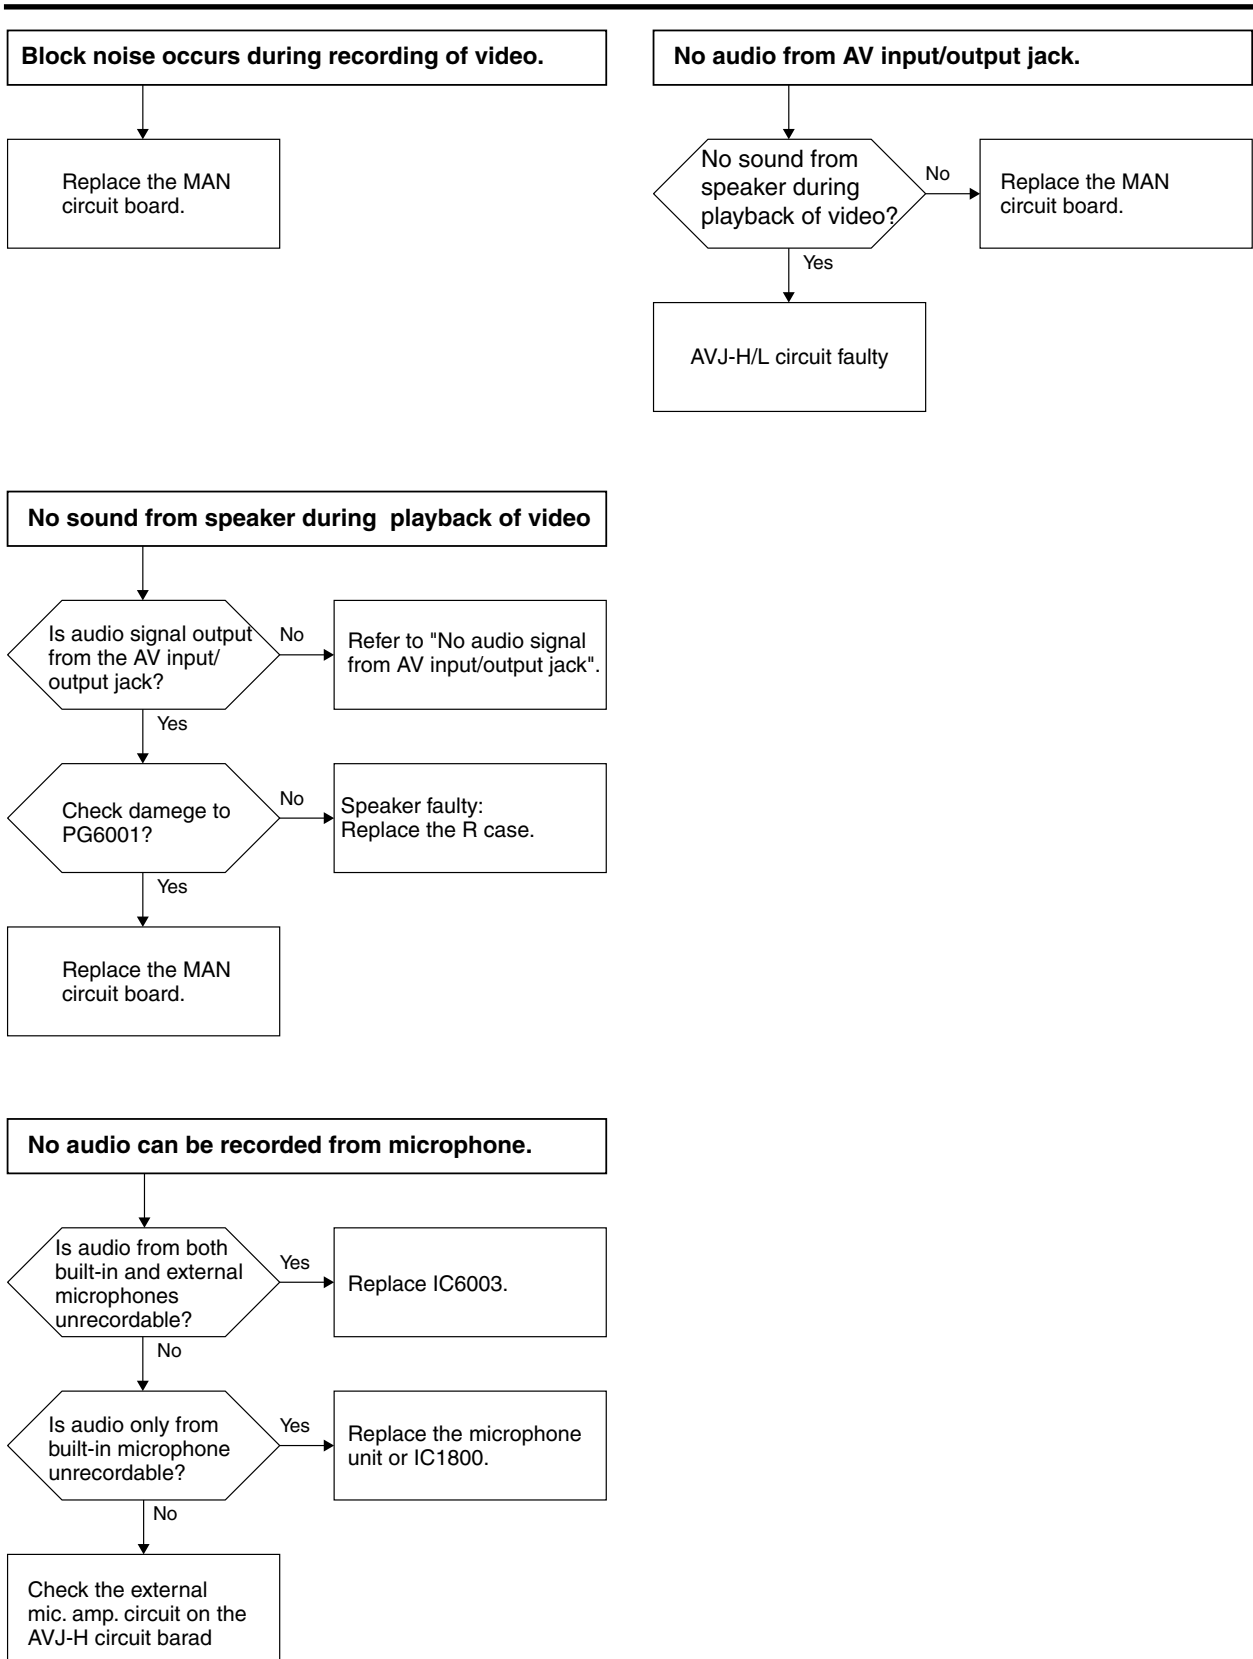 Block noise occurs during recording of video.
Replace the MAN
circuit board.
No audio from AV input/output jack.
No sound from
speaker during
playback of video?
No
Replace the MAN
circuit board.
Yes
AVJ-H/L circuit faulty
No sound from speaker during  playback of video
Is audio signal output
from the AV input/
output jack?
No
Refer to "No audio signal
from AV input/output jack".
Yes
Check damege to
PG6001?
No
Speaker faulty:
Replace the R case.
Yes
Replace the MAN
circuit board.
No audio can be recorded from microphone.
Is audio from both
built-in and external
microphones
unrecordable?
Yes
Replace IC6003.
No
Is audio only from
built-in microphone
unrecordable?
Yes
Replace the microphone
unit or IC1800.
No
Check the external
mic. amp. circuit on the
AVJ-H circuit barad